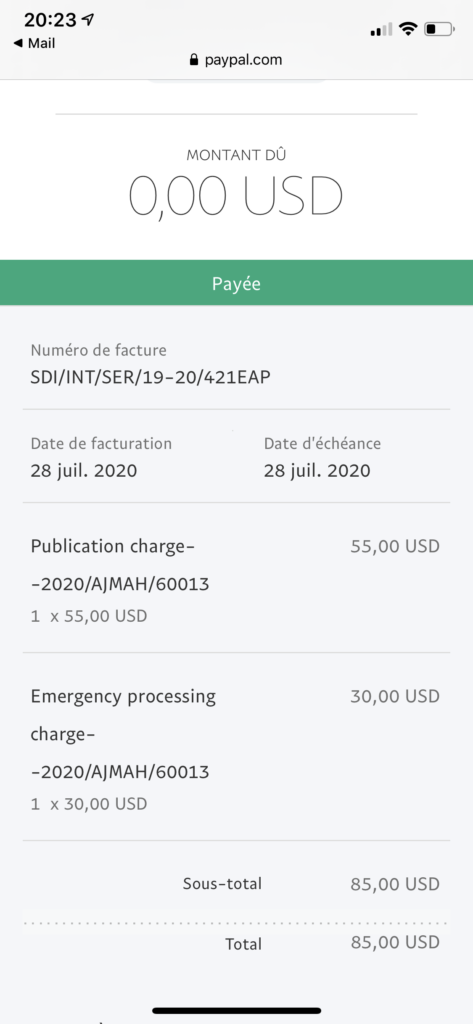 20:23
Mail
paypal.com
MONTANT DÛ
0,00 USD
Payée
Numéro de facture
SDI/INT/SER/19-20/421EAP
Date de facturation Date d'échéance
28 juil. 2020 28 juil. 2020
Publication charge- 55,00 USD
-2020/AJMAH/60013
1 x 55,00 USD
Emergency processing 30,00 USD
charge-
-2020/AJMAH/60013
1 x 30,00 USD
Sous-total 85,00 USD
Total 85,00 USD